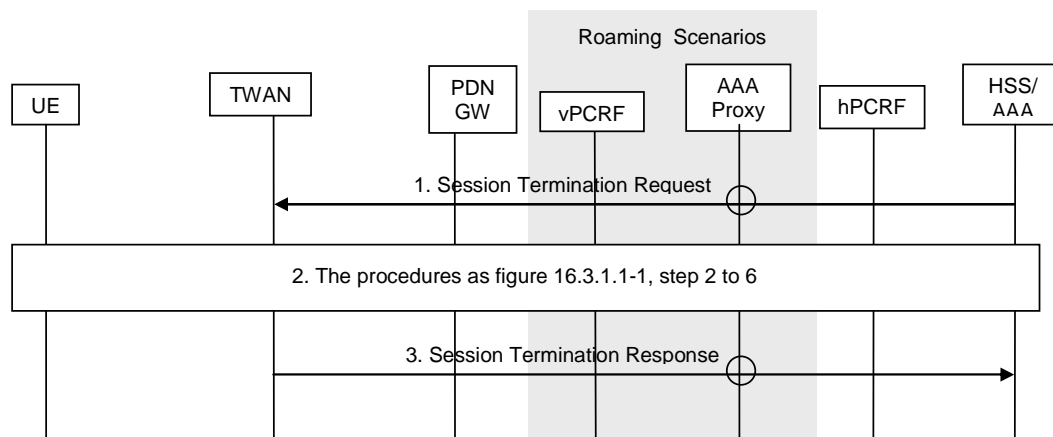 Roaming Scenarios
UE
TWAN
PDN
GW
vPCRF
AAA
Proxy
hPCRF
HSS/
AAA
1. Session Termination Request
2. The procedures as figure 16.3.1.1-1, step 2 to 6
3. Session Termination Response